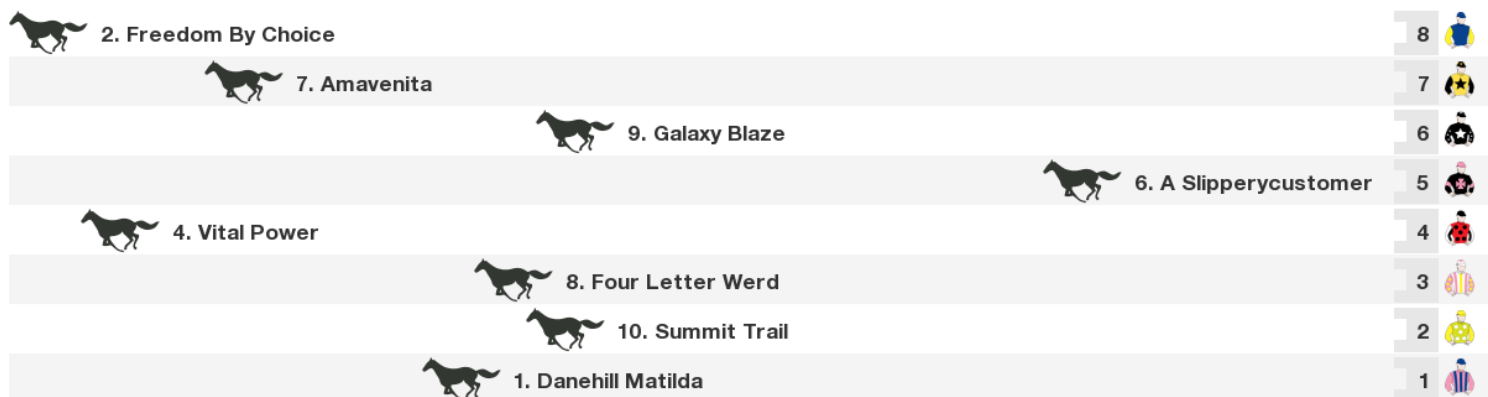 2. Freedom By Choice 8
7. Amavenita 7
9. Galaxy Blaze 6
6. A Slipperycustomer 5
4. Vital Power 4
8. Four Letter Werd 3
10. Summit Trail 2
1. Danehill Matilda 1